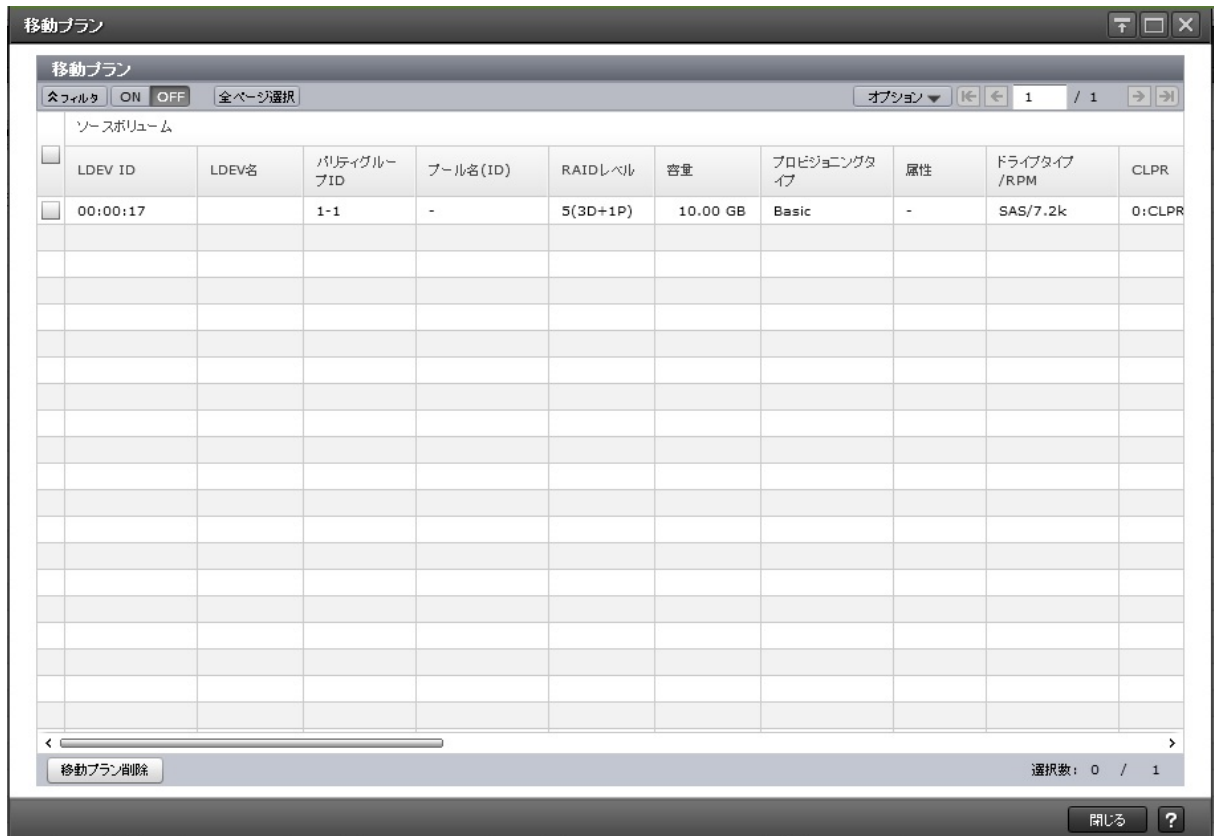 移動プラン
移動プラン
フィルタ ON OFF 全ページ選択 オプション 1 / 1
ソースボリューム
LDEV ID LDEV名 パリティグループID プール名(ID) RAIDレベル 容量 プロビジョニングタイプ 属性 ドライブタイプ/RPM CLPR
00:00:17 1-1 - 5(3D+1P) 10.00 GB Basic - SAS/7.2k 0:CLPR
移動プラン削除 選択数: 0 / 1
閉じる ?